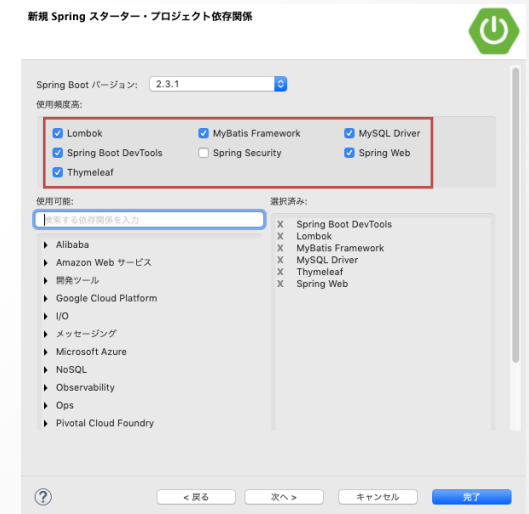 新規 Spring スターター・プロジェクト依存関係
Spring Boot バージョン: 2.3.1
使用頻度高:
Lombok MyBatis Framework MySQL Driver
Spring Boot DevTools Spring Security Spring Web
Thymeleaf
使用可能:
検索する依存関係を入力
Alibaba
Amazon Web サービス
開発ツール
Google Cloud Platform
I/O
メッセージング
Microsoft Azure
NoSQL
Observability
Ops
Pivotal Cloud Foundry
選択済み:
X Spring Boot DevTools
X Lombok
X MyBatis Framework
X MySQL Driver
X Thymeleaf
X Spring Web
?
< 戻る 次へ > キャンセル 完了